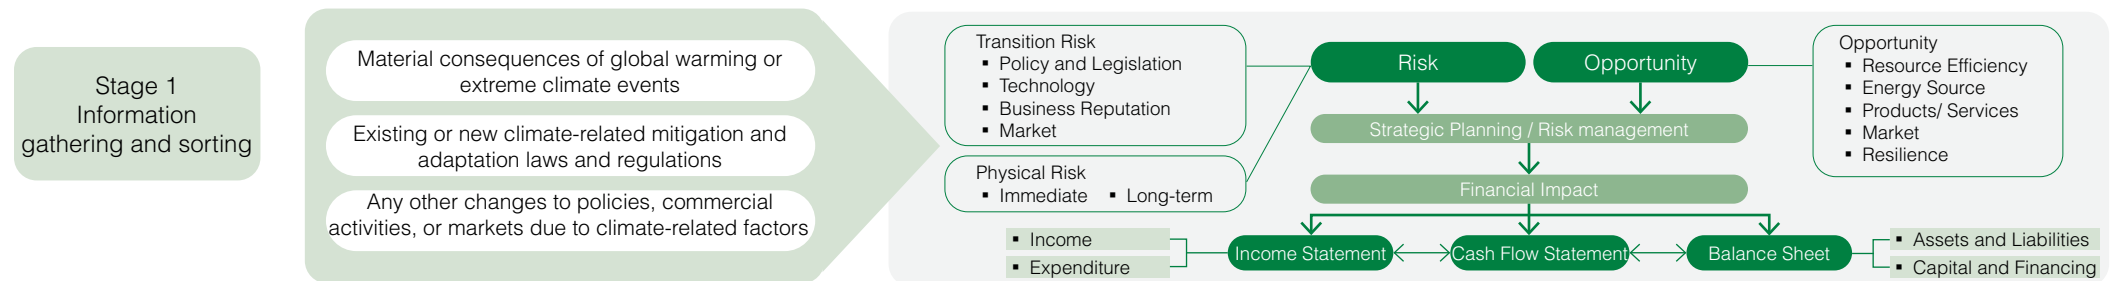 Stage 1
Information
gathering and sorting
Material consequences of global warming or
extreme climate events
Existing or new climate-related mitigation and
adaptation laws and regulations
Any other changes to policies, commercial
activities, or markets due to climate-related factors
Transition Risk
▪ Policy and Legislation
▪ Technology
▪ Business Reputation
▪ Market
Physical Risk
▪ Immediate ▪ Long-term
Risk
Opportunity
Strategic Planning / Risk management
Financial Impact
Opportunity
▪ Resource Efficiency
▪ Energy Source
▪ Products/ Services
▪ Market
▪ Resilience
▪ Income
▪ Expenditure
Income Statement
Cash Flow Statement
Balance Sheet
▪ Assets and Liabilities
▪ Capital and Financing